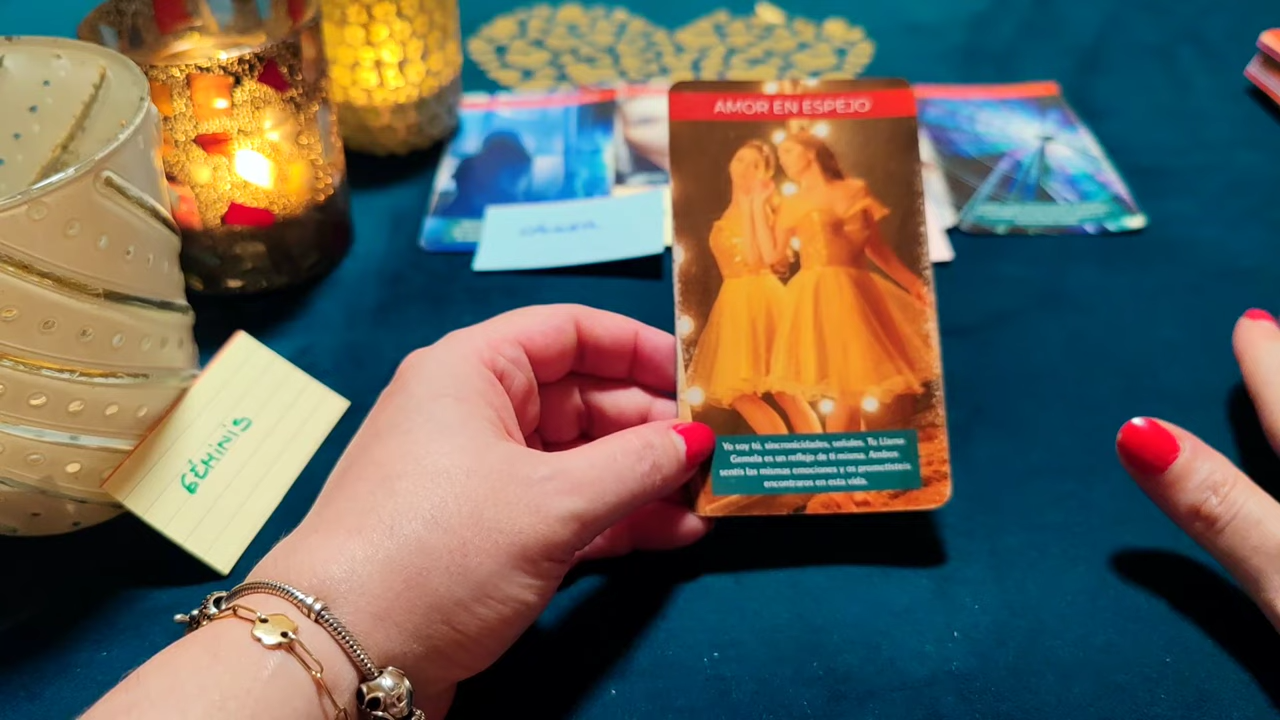 AMOR EN ESPEJO
Yo soy tú, sincronicidades, señales. Tu Llama
Gemela es un reflejo de ti misma. Ambos
sentís las mismas emociones y os prometisteis
encontraros en esta vida.
GÉMINIS